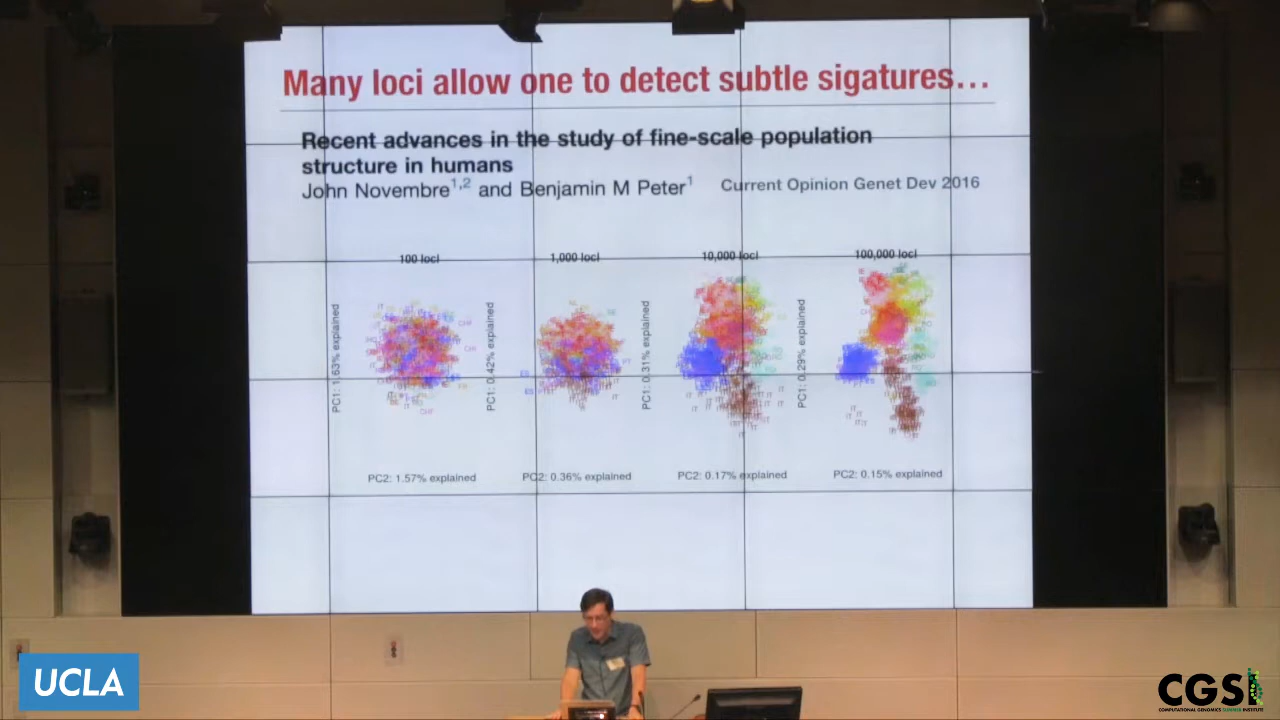 Many loci allow one to detect subtle sigatures…
Recent advances in the study of fine-scale population
structure in humans
John Novembre1,2 and Benjamin M Peter1 Current Opinion Genet Dev 2016
100 loci 1,000 loci 10,000 loci 100,000 loci
PC1: 1.63% explained PC1: 0.42% explained PC1: 0.31% explained PC1: 0.29% explained
PC2: 1.57% explained PC2: 0.36% explained PC2: 0.17% explained PC2: 0.15% explained
UCLA
CGSI
COMPUTATIONAL GENOMICS SUMMER INSTITUTE